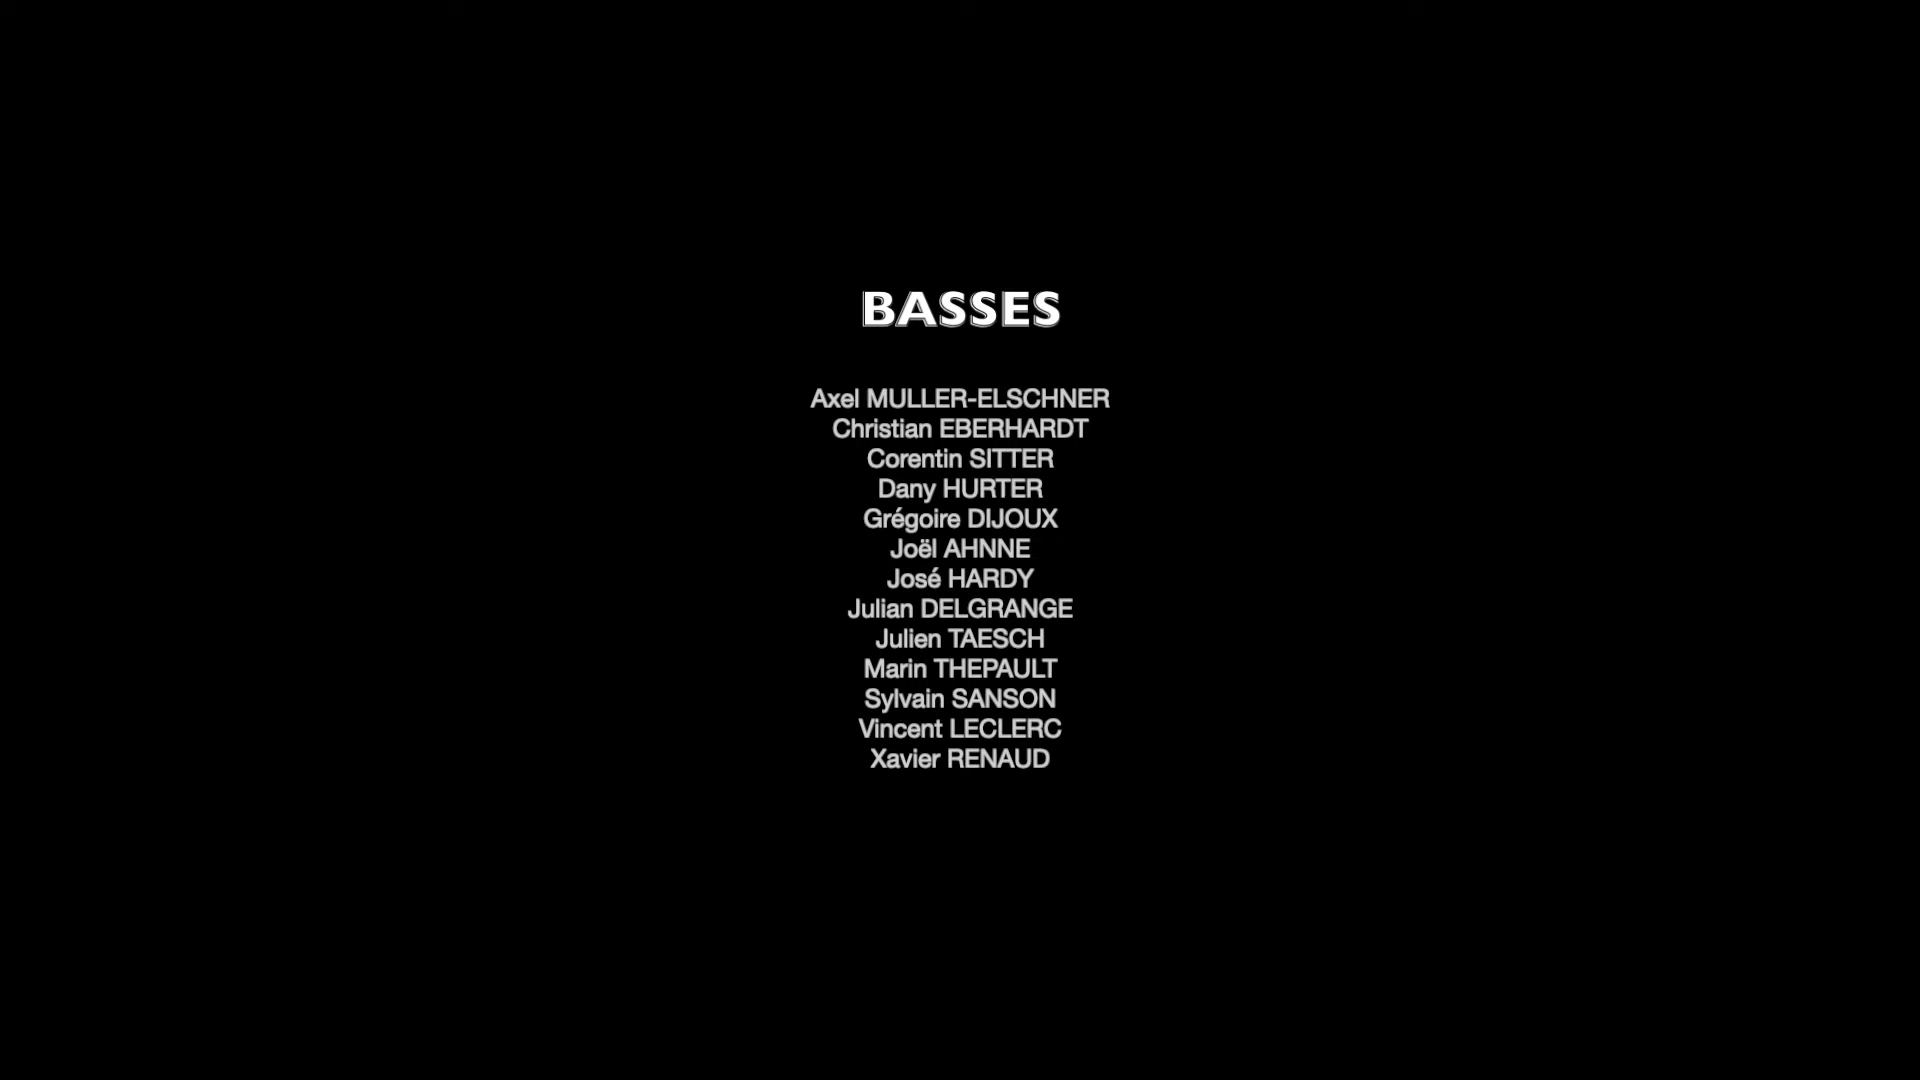 BASSES
Axel MULLER-ELSCHNER
Christian EBERHARDT
Corentin SITTER
Dany HURTER
Grégoire DIJOUX
Joël AHNNE
José HARDY
Julian DELGRANGE
Julien TAESCH
Marin THEPAULT
Sylvain SANSON
Vincent LECLERC
Xavier RENAUD